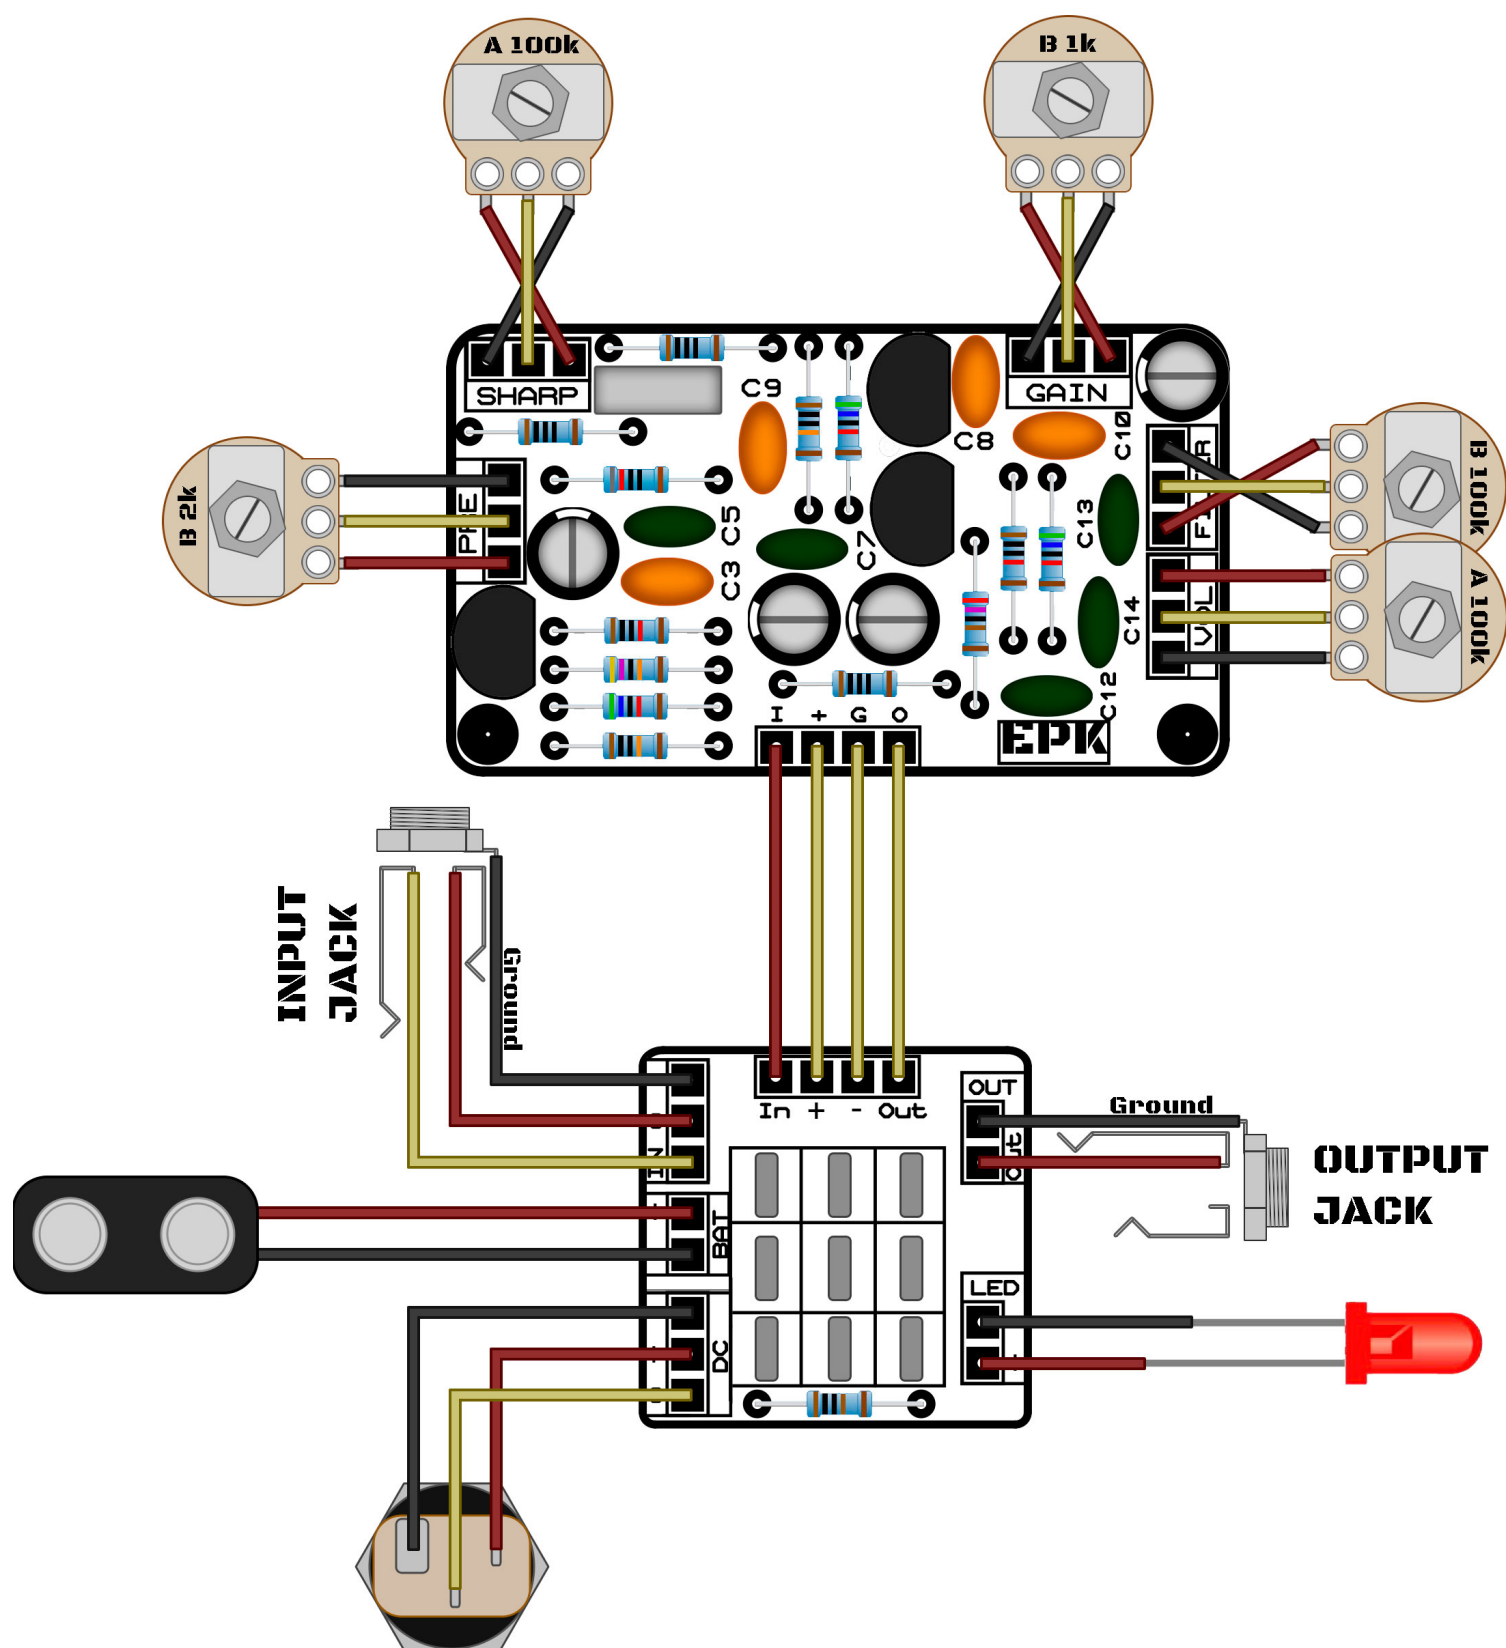 A 100k
B 1k
SHARP
GAIN
C9
C8
C10
B 2k
PRE
C5
C3
C7
C13
C14
C12
B 100k
VOL
A 100k
I + G O
EPK
INPUT
JACK
Ground
In + - Out
IN
BAT
DC
OUT
Out
Ground
OUTPUT
JACK
LED